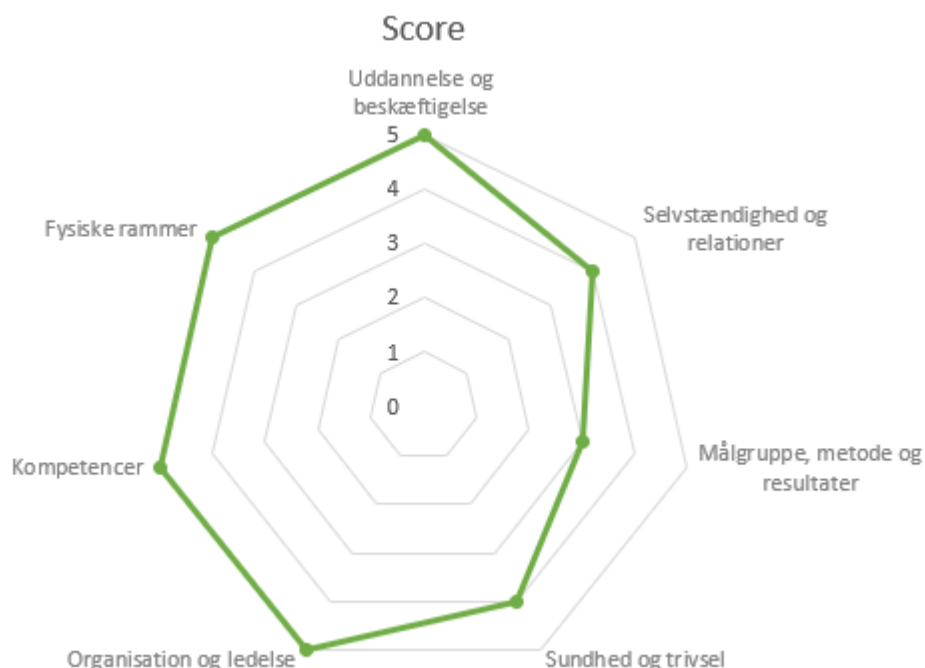 Score
Uddannelse og
beskæftigelse
5
4
3
2
1
0
Selvstændighed og
relationer
Målgruppe, metode og
resultater
Sundhed og trivsel
Organisation og ledelse
Kompetencer
Fysiske rammer